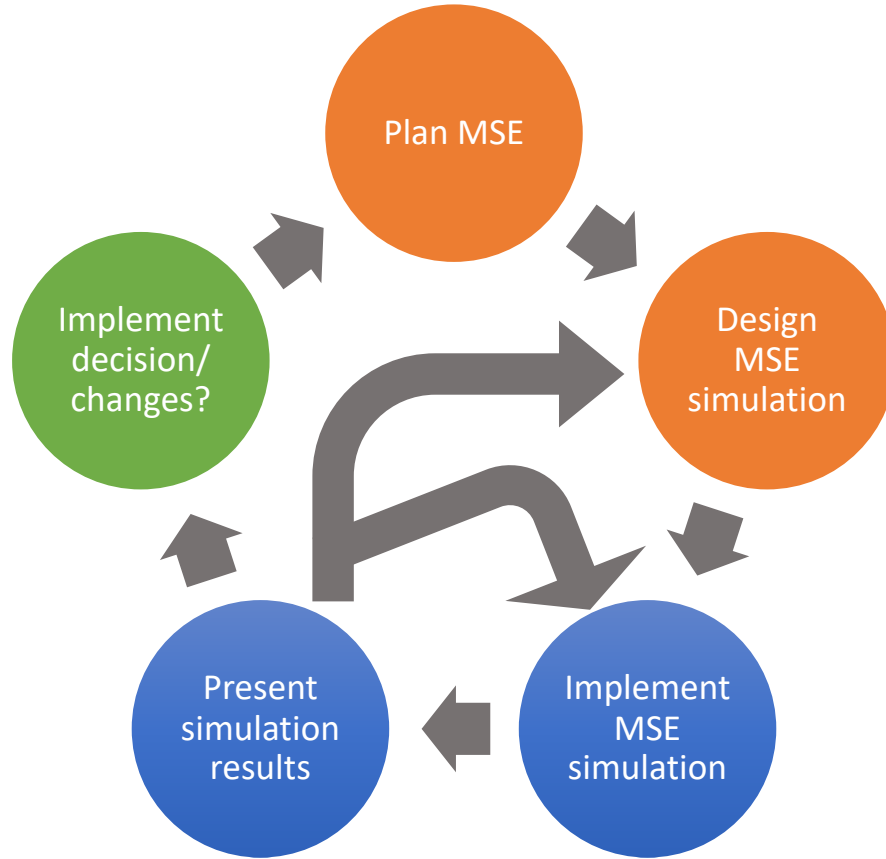 Plan MSE
Design
MSE
simulation
Implement
MSE
simulation
Present
simulation
results
Implement
decision/
changes?